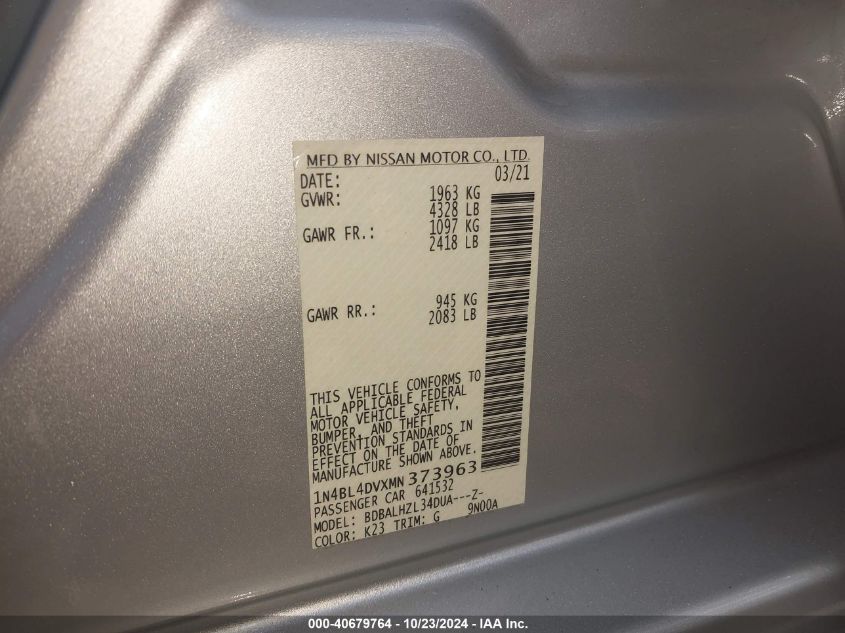 MFD BY NISSAN MOTOR CO., LTD.
DATE: 03/21
GVWR: 1963 KG
4328 LB
GAWR FR.: 1097 KG
2418 LB
GAWR RR.: 945 KG
2083 LB
THIS VEHICLE CONFORMS TO
ALL APPLICABLE FEDERAL
MOTOR VEHICLE SAFETY,
BUMPER, AND THEFT
PREVENTION STANDARDS IN
EFFECT ON THE DATE OF
MANUFACTURE SHOWN ABOVE.
1N4BL4DVXMN373963
PASSENGER CAR 641532
MODEL: BDBALHZL34DUA---Z-
COLOR: K23 TRIM: G 9N00A
000-40679764 - 10/23/2024 - IAA Inc.